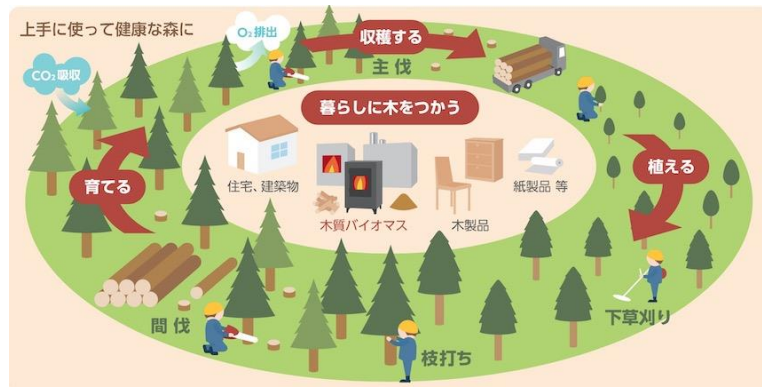 上手に使って健康な森に
O₂排出
CO₂吸収
収穫する
主伐
暮らしに木をつかう
住宅、建築物
木質バイオマス
木製品
紙製品 等
植える
育てる
下草刈り
枝打ち
間伐